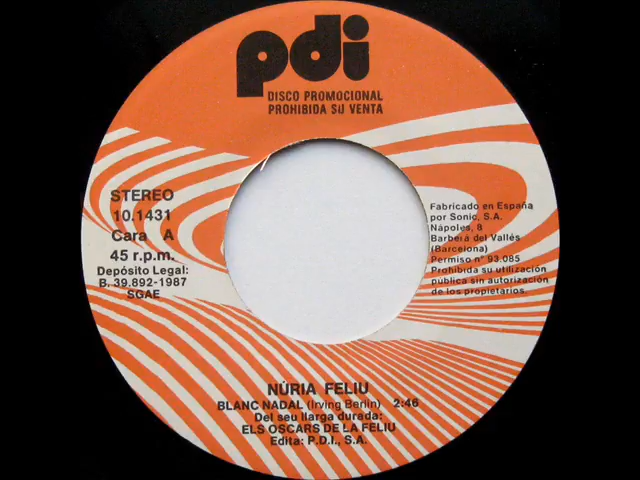 pdi
DISCO PROMOCIONAL
PROHIBIDA SU VENTA
STEREO
10.1431
Cara A
45 r.p.m.
Depósito Legal:
B. 39.892-1987
SGAE
Fabricado en España
por Sonic, S.A.
Nápoles, 8
Barberá del Vallés
(Barcelona)
Permiso nº 93.085
Prohibida su utilización
pública sin autorización
de los propietarios.
NÚRIA FELIU
BLANC NADAL (Irving Berlin) 2:46
Del seu llarga durada:
ELS OSCARS DE LA FELIU
Edita: P.D.I., S.A.